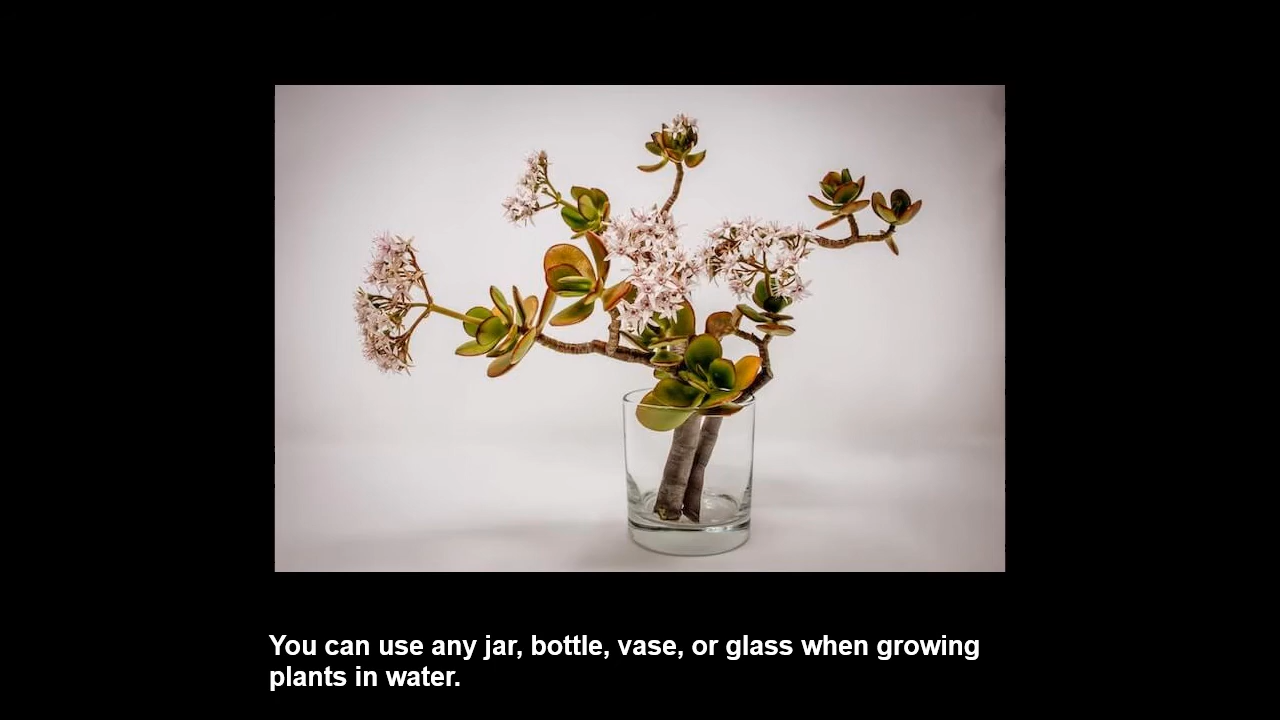 You can use any jar, bottle, vase, or glass when growing
plants in water.